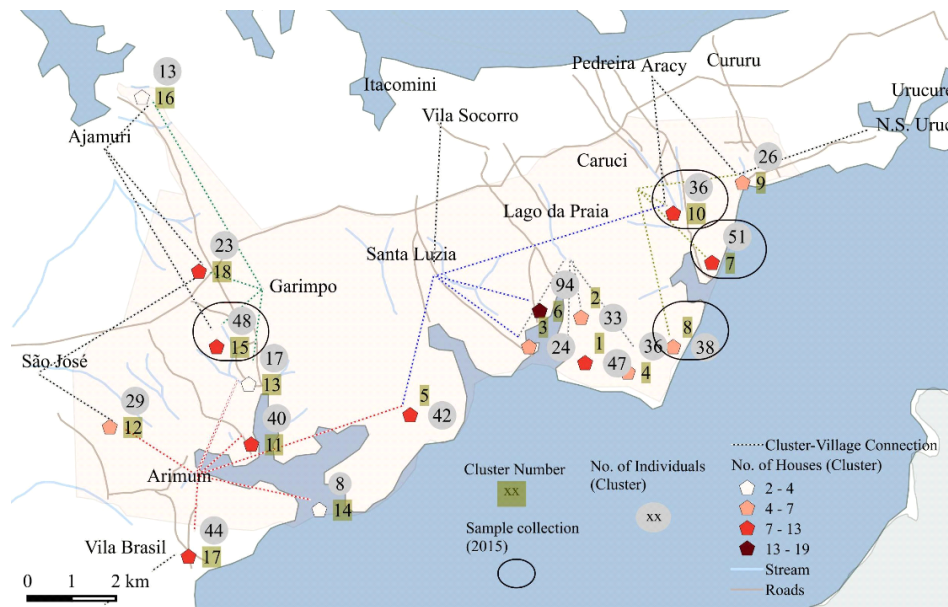 13
16
Ajamuri
Itacomini
Vila Socorro
Pedreira
Aracy
Cururu
Urucure
N.S. Uruc
Caruci
26
9
36
10
Lago da Praia
51
7
Santa Luzia
23
18
Garimpo
94
6
2
33
3
24
1
47
36
4
8
38
48
15
17
13
São José
29
12
40
11
5
42
Arimum
8
14
44
17
Vila Brasil
0 1 2 km
Cluster Number
xx
Sample collection
(2015)
No. of Individuals
(Cluster)
xx
Cluster-Village Connection
No. of Houses (Cluster)
2 - 4
4 - 7
7 - 13
13 - 19
Stream
Roads